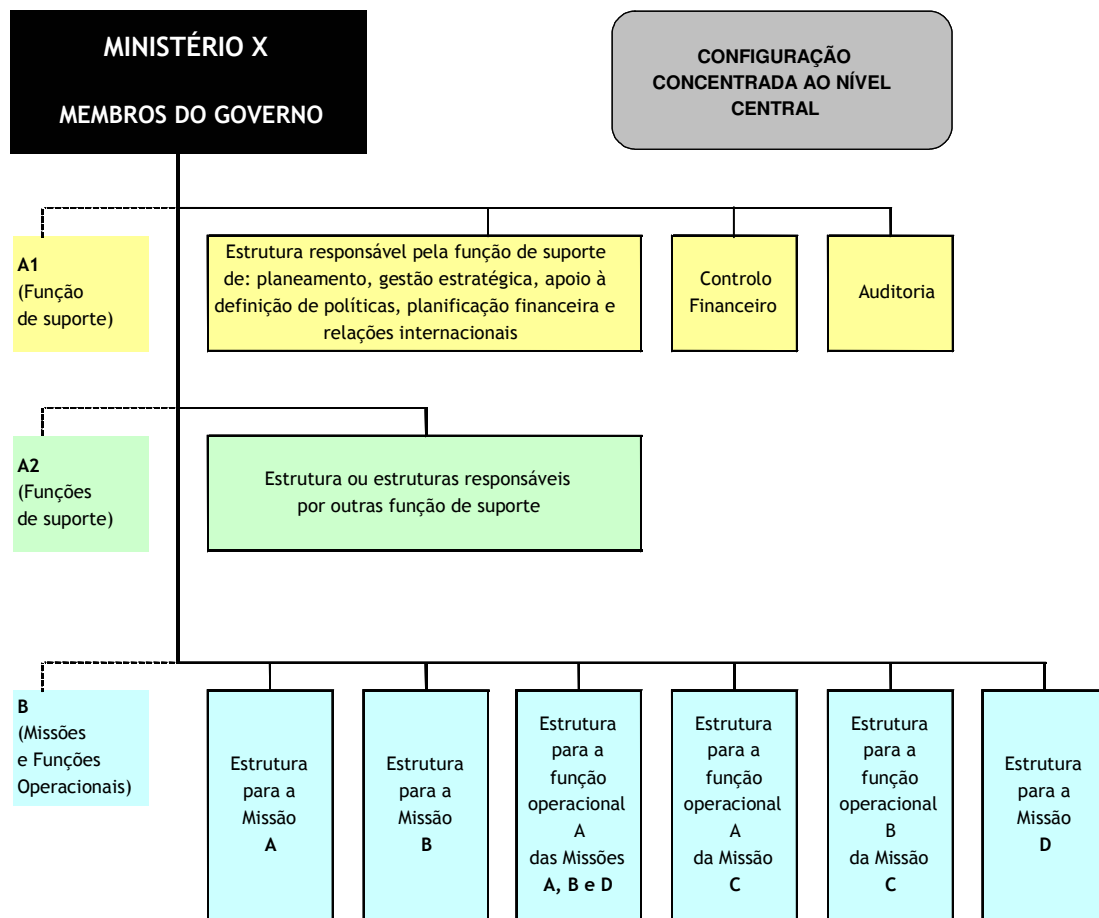 MINISTÉRIO X
MEMBROS DO GOVERNO
CONFIGURAÇÃO
CONCENTRADA AO NÍVEL
CENTRAL
A1
(Função
de suporte)
Estrutura responsável pela função de suporte
de: planeamento, gestão estratégica, apoio à
definição de políticas, planificação financeira e
relações internacionais
Controlo
Financeiro
Auditoria
A2
(Funções
de suporte)
Estrutura ou estruturas responsáveis
por outras função de suporte
B
(Missões
e Funções
Operacionais)
Estrutura
para a
Missão
A
Estrutura
para a
Missão
B
Estrutura
para a
função
operacional
A
das Missões
A, B e D
Estrutura
para a
função
operacional
A
da Missão
C
Estrutura
para a
função
operacional
B
da Missão
C
Estrutura
para a
Missão
D